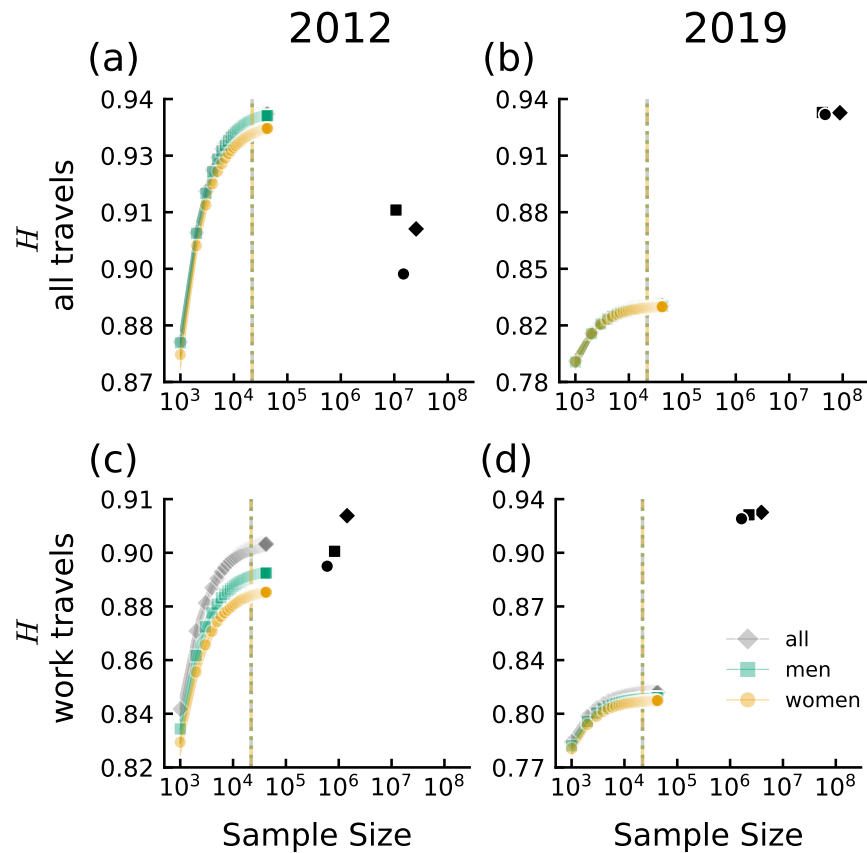 2012 2019
(a) (b)
H
all travels
0.94
0.93
0.91
0.90
0.88
0.87
10³ 10⁴ 10⁵ 10⁶ 10⁷ 10⁸
0.94
0.91
0.88
0.85
0.82
0.78
10³ 10⁴ 10⁵ 10⁶ 10⁷ 10⁸
(c) (d)
H
work travels
0.91
0.90
0.88
0.86
0.84
0.82
10³ 10⁴ 10⁵ 10⁶ 10⁷ 10⁸
Sample Size
0.94
0.90
0.87
0.84
0.80
0.77
all
men
women
10³ 10⁴ 10⁵ 10⁶ 10⁷ 10⁸
Sample Size